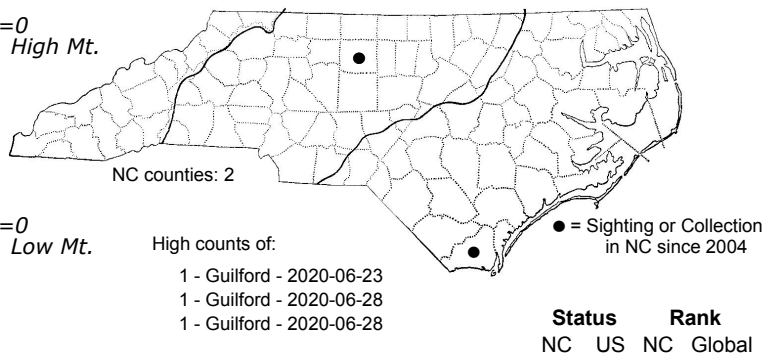 =0
High Mt.
NC counties: 2
=0
Low Mt.
High counts of:
1 - Guilford - 2020-06-23
1 - Guilford - 2020-06-28
1 - Guilford - 2020-06-28
● = Sighting or Collection
in NC since 2004
Status Rank
NC US NC Global